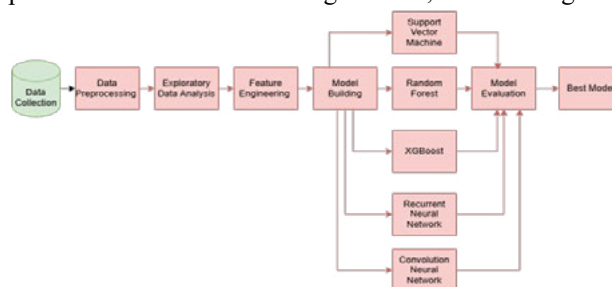 Support
Vector
Machine
Data
Collection
Data
Preprocessing
Exploratory
Data Analysis
Feature
Engineering
Model
Building
Random
Forest
Model
Evaluation
Best Model
XGBoost
Recurrent
Neural
Network
Convolution
Neural
Network